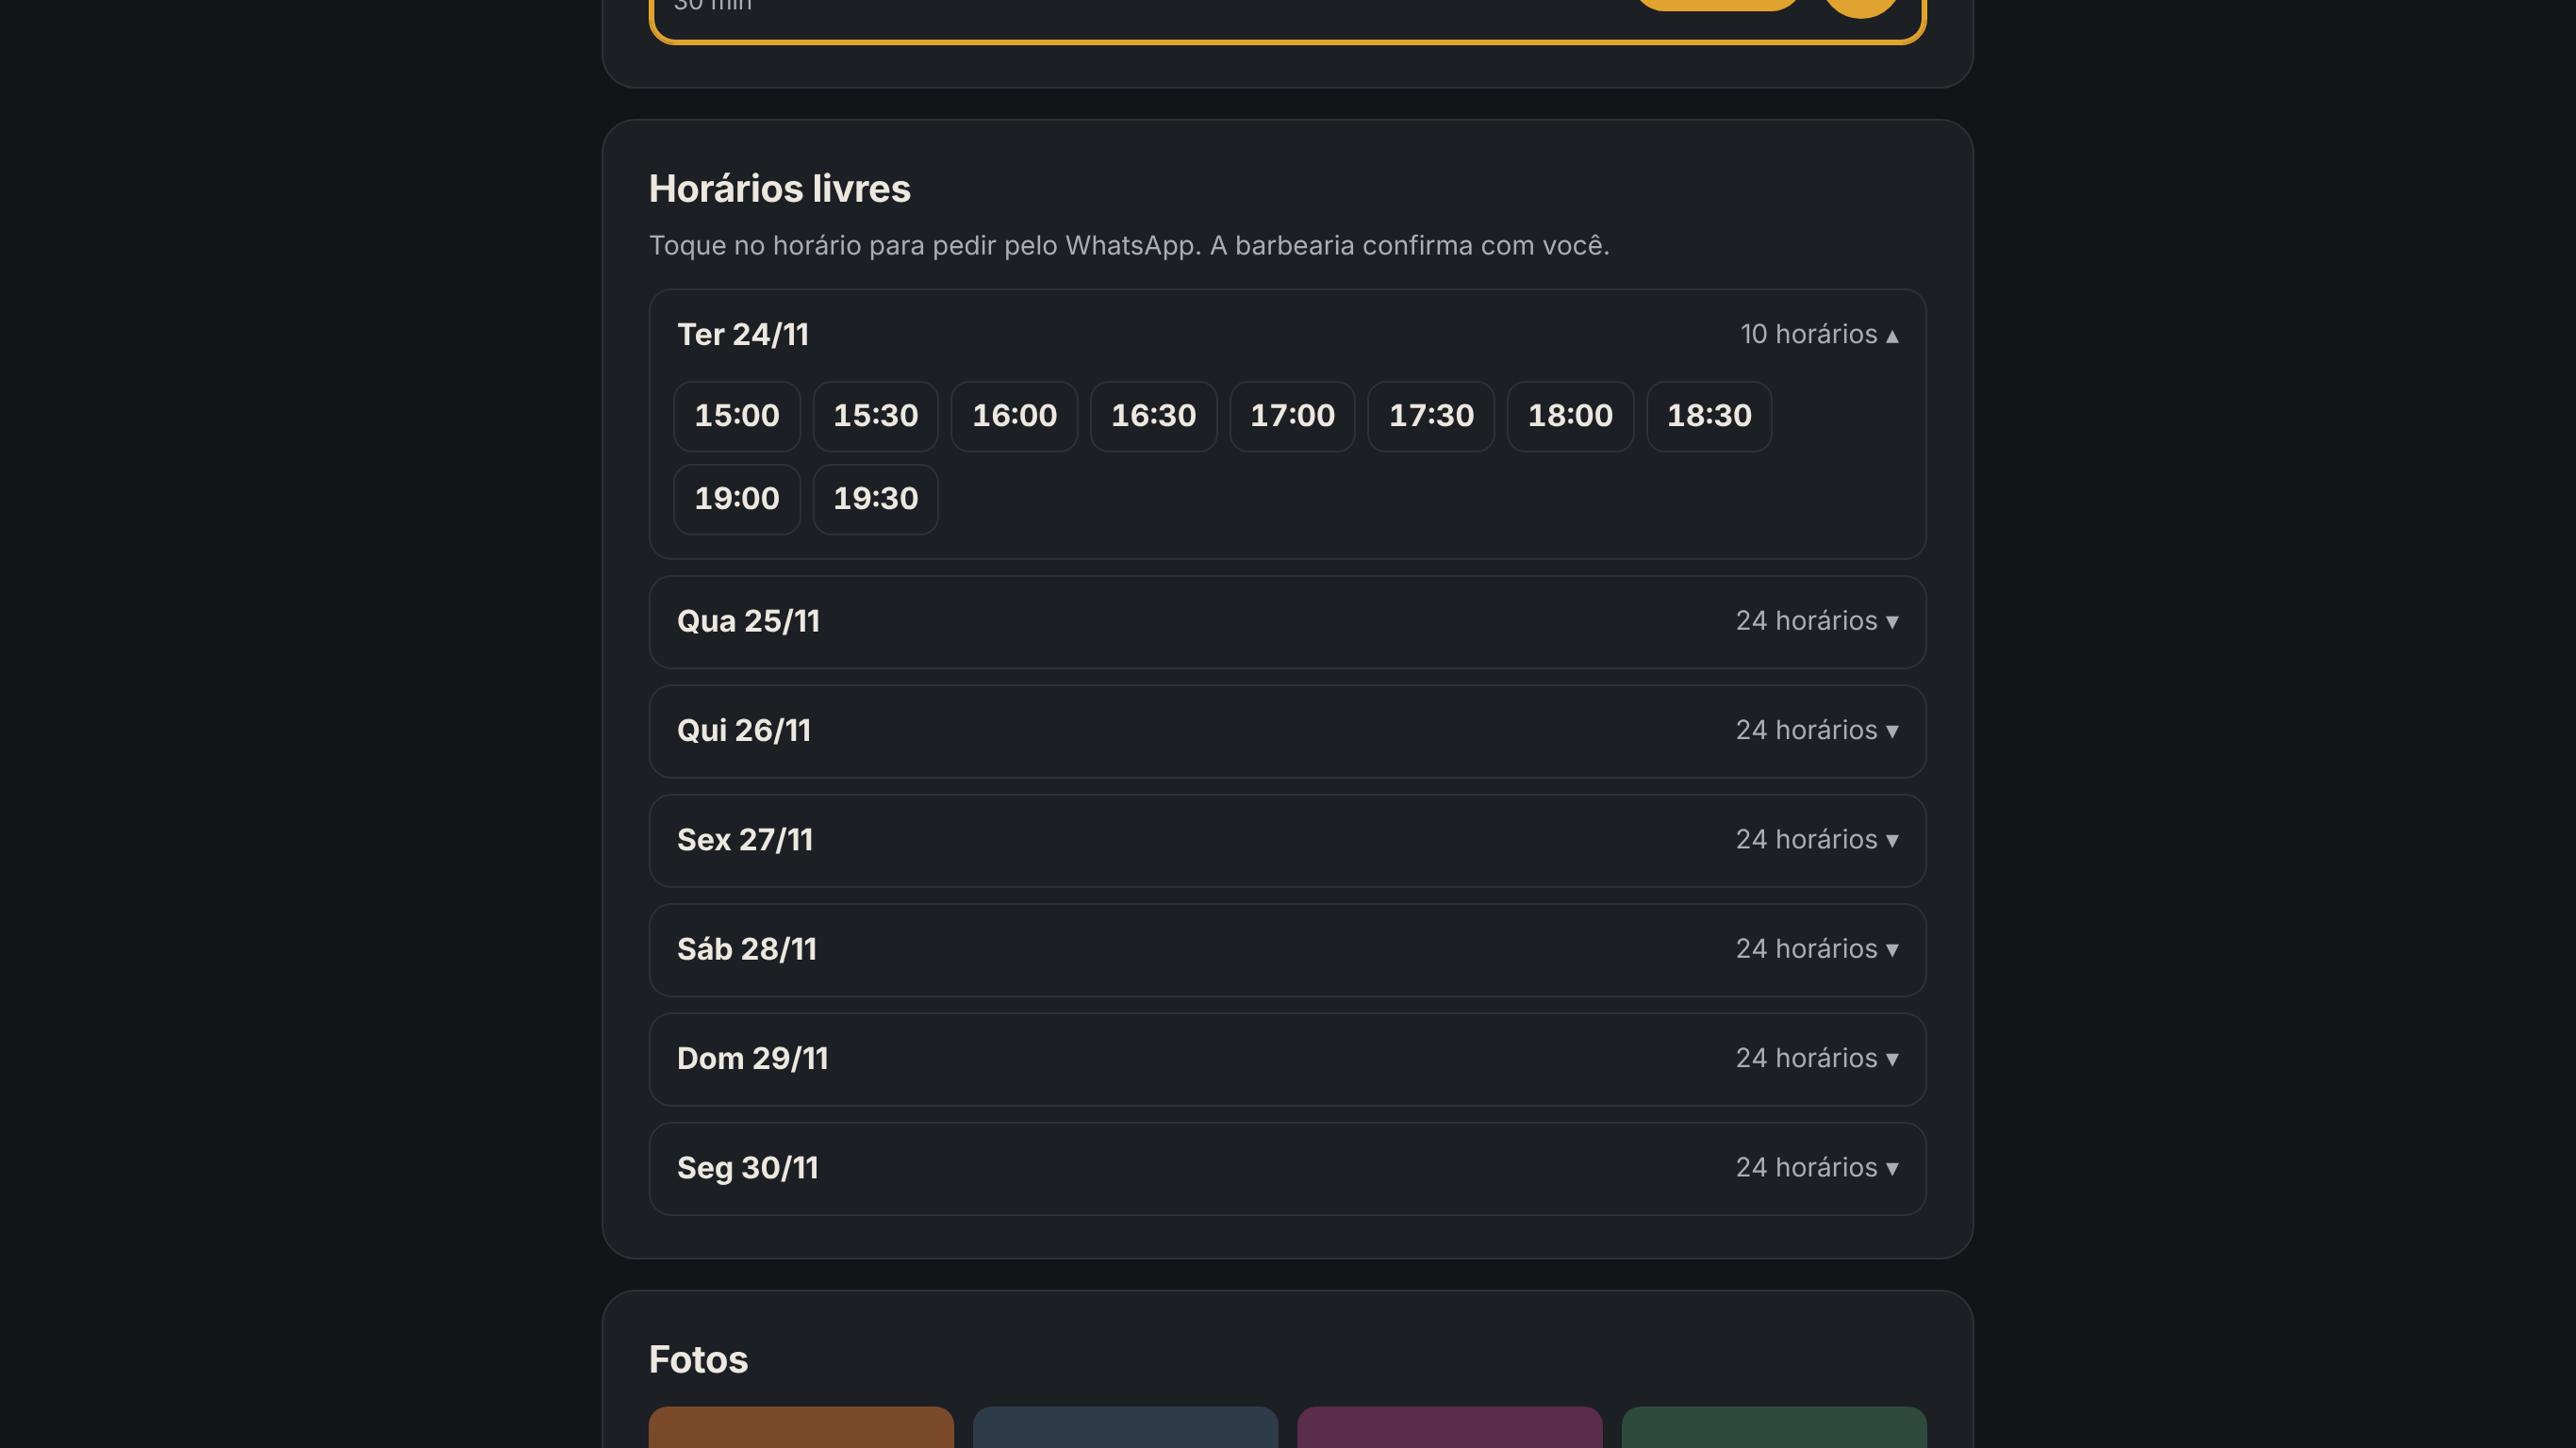 30 min
Horários livres
Toque no horário para pedir pelo WhatsApp. A barbearia confirma com você.
Ter 24/11 10 horários ▴
15:00 15:30 16:00 16:30 17:00 17:30 18:00 18:30
19:00 19:30
Qua 25/11 24 horários ▾
Qui 26/11 24 horários ▾
Sex 27/11 24 horários ▾
Sáb 28/11 24 horários ▾
Dom 29/11 24 horários ▾
Seg 30/11 24 horários ▾
Fotos